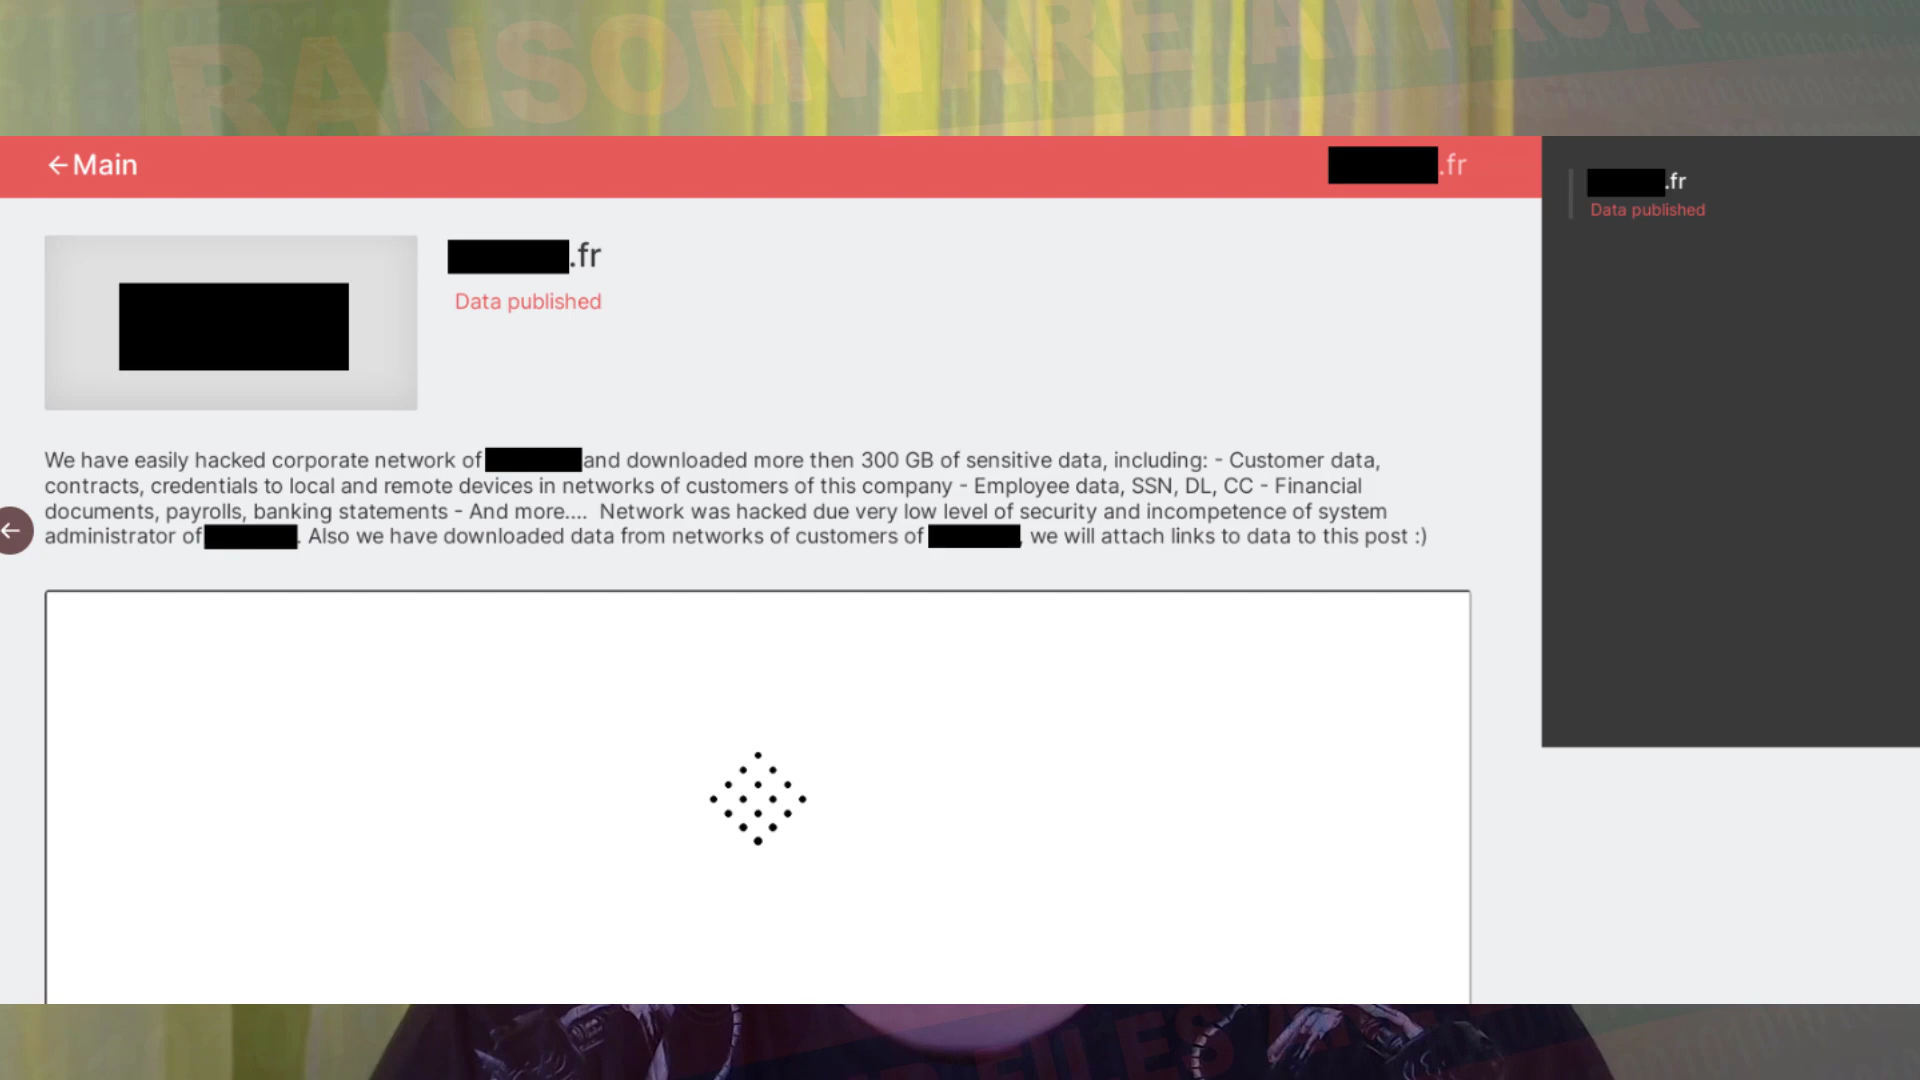 RANSOMWARE ATTACK
←Main
.fr
.fr
Data published
.fr
Data published
We have easily hacked corporate network of and downloaded more then 300 GB of sensitive data, including: - Customer data,
contracts, credentials to local and remote devices in networks of customers of this company - Employee data, SSN, DL, CC - Financial
documents, payrolls, banking statements - And more.... Network was hacked due very low level of security and incompetence of system
administrator of . Also we have downloaded data from networks of customers of , we will attach links to data to this post :)
FILES